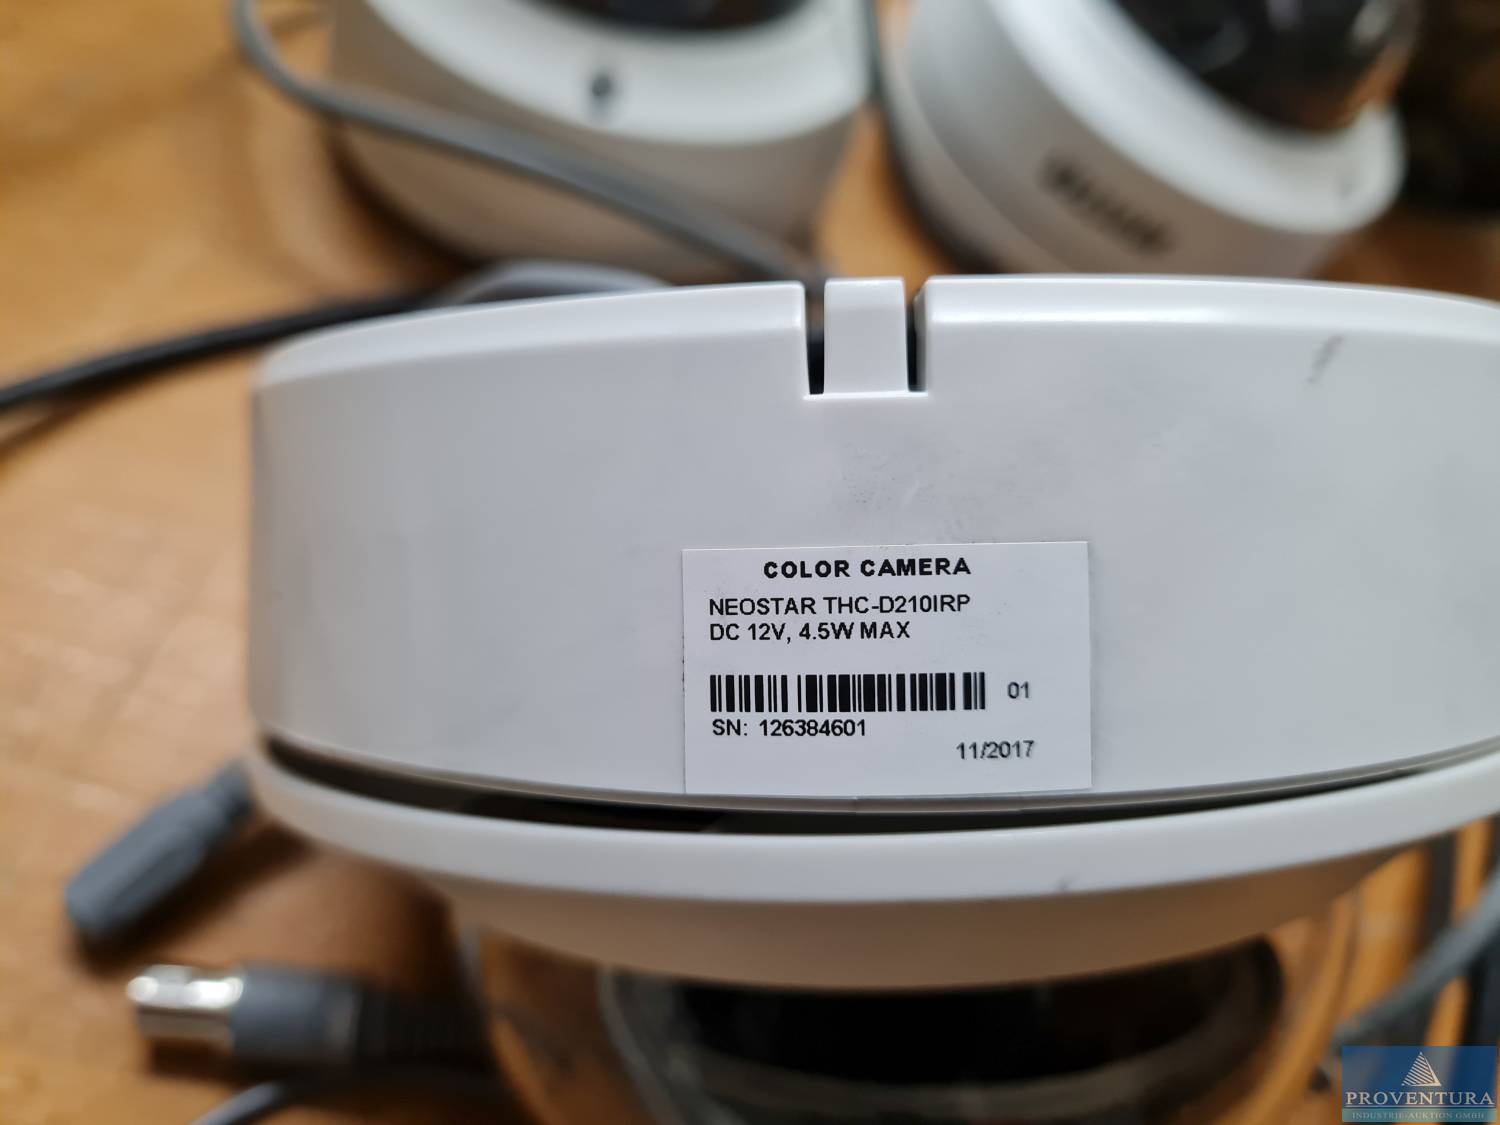 COLOR CAMERA
NEOSTAR THC-D210IRP
DC 12V, 4.5W MAX
01
SN: 126384601
11/2017
PROVENTURA
INDUSTRIE-AUKTION GMBH